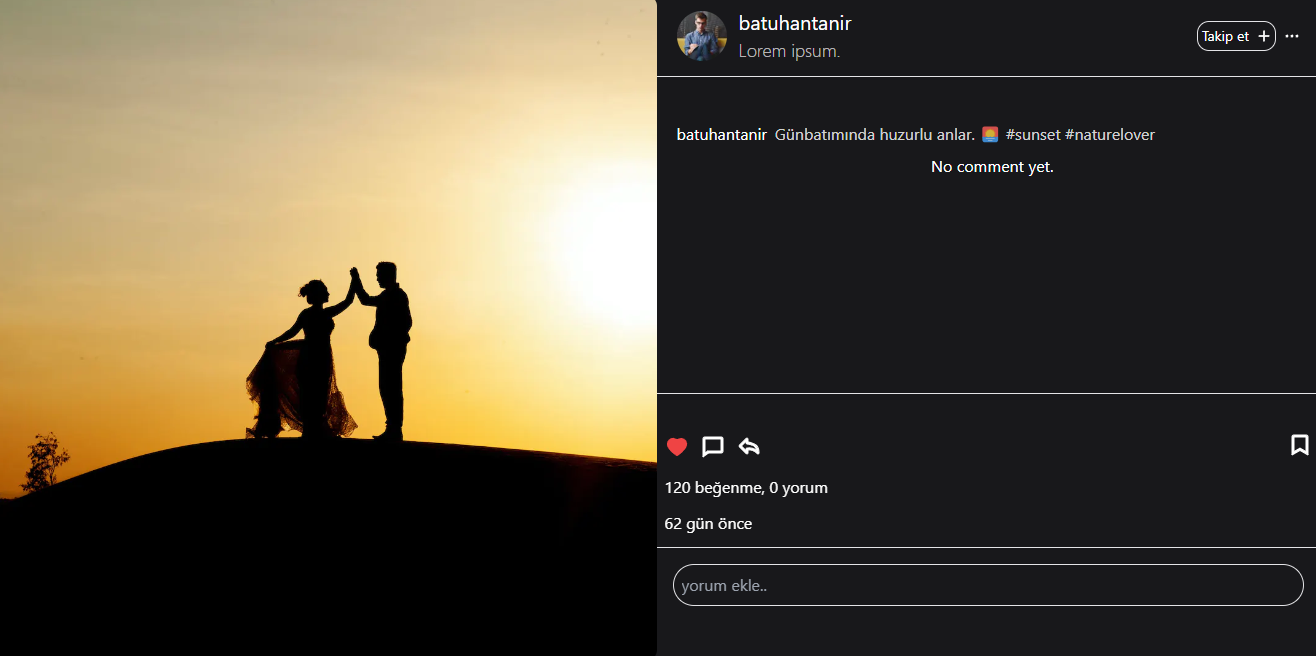 batuhantanir
Lorem ipsum.
Takip et +
batuhantanir Günbatımında huzurlu anlar. 🌅 #sunset #naturelover
No comment yet.
120 beğenme, 0 yorum
62 gün önce
yorum ekle..